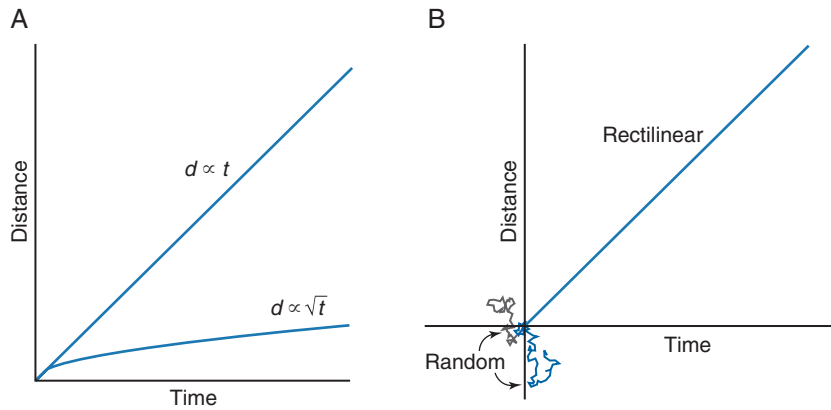 A
Distance
d ∝ t
d ∝ √t
Time
B
Distance
Rectilinear
Time
Random